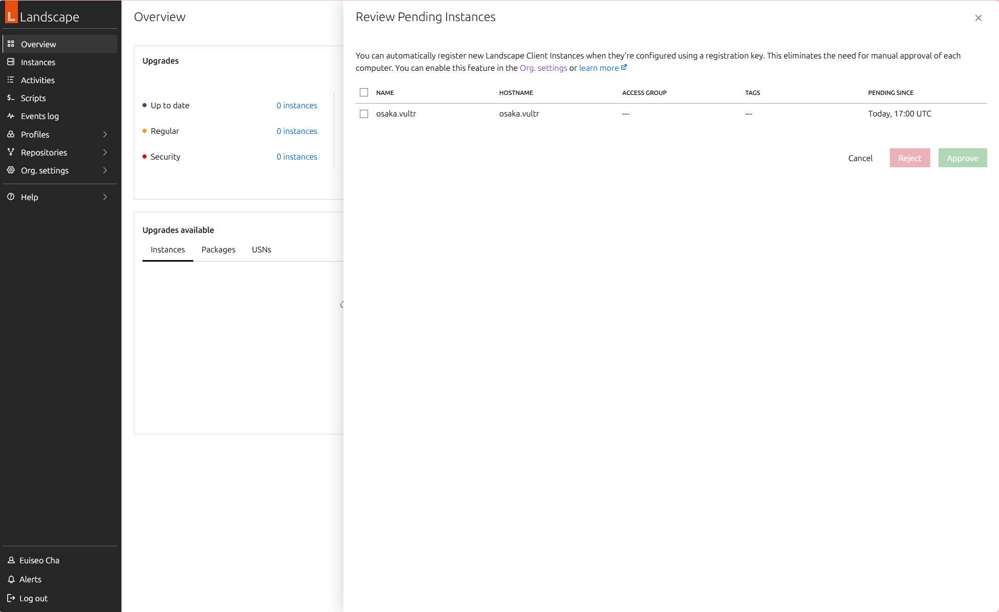 Landscape
Overview
Instances
Activities
Scripts
Events log
Profiles
Repositories
Org. settings
Help
Euiseo Cha
Alerts
Log out
Overview
Upgrades
Up to date 0 instances
Regular 0 instances
Security 0 instances
Upgrades available
Instances Packages USNs
Review Pending Instances
You can automatically register new Landscape Client Instances when they’re configured using a registration key. This eliminates the need for manual approval of each
computer. You can enable this feature in the Org. settings or learn more
NAME HOSTNAME ACCESS GROUP TAGS PENDING SINCE
osaka.vultr osaka.vultr --- --- Today, 17:00 UTC
Cancel Reject Approve